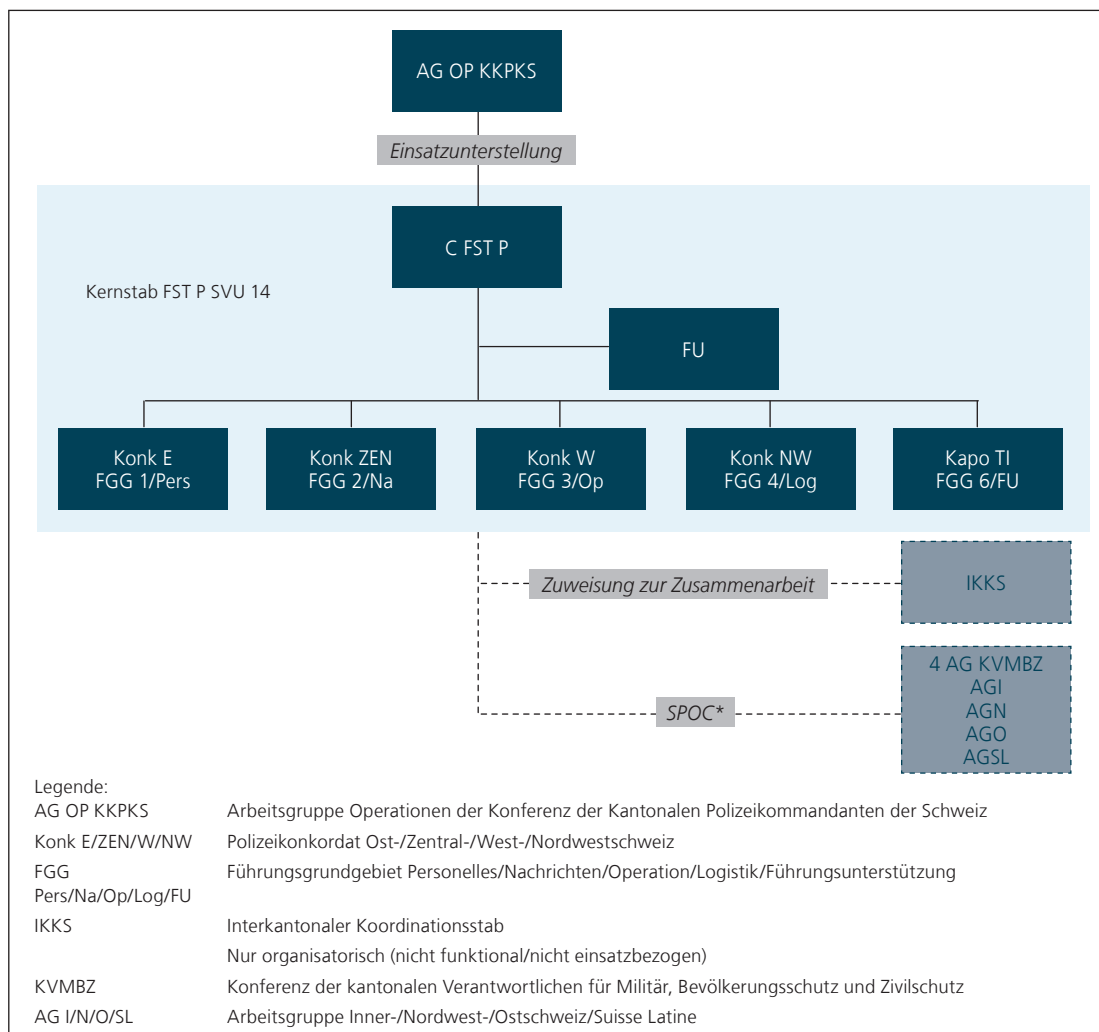 AG OP KKPKS
Einsatzunterstellung
C FST P
Kernstab FST P SVU 14
FU
Konk E
FGG 1/Pers
Konk ZEN
FGG 2/Na
Konk W
FGG 3/Op
Konk NW
FGG 4/Log
Kapo TI
FGG 6/FU
Zuweisung zur Zusammenarbeit
IKKS
SPOC*
4 AG KVMBZ
AGI
AGN
AGO
AGSL
Legende:
AG OP KKPKS Arbeitsgruppe Operationen der Konferenz der Kantonalen Polizeikommandanten der Schweiz
Konk E/ZEN/W/NW Polizeikonkordat Ost-/Zentral-/West-/Nordwestschweiz
FGG Führungsgrundgebiet Personelles/Nachrichten/Operation/Logistik/Führungsunterstützung
Pers/Na/Op/Log/FU
IKKS Interkantonaler Koordinationsstab
Nur organisatorisch (nicht funktional/nicht einsatzbezogen)
KVMBZ Konferenz der kantonalen Verantwortlichen für Militär, Bevölkerungsschutz und Zivilschutz
AG I/N/O/SL Arbeitsgruppe Inner-/Nordwest-/Ostschweiz/Suisse Latine